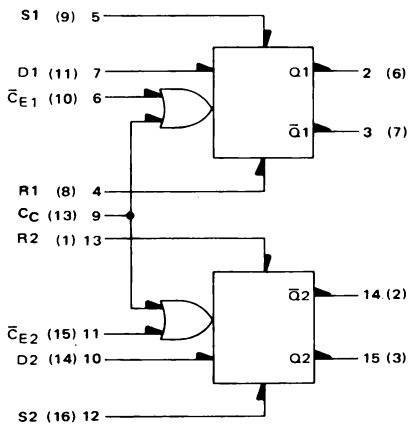 S1 (9) 5
D1 (11) 7
Q1 2 (6)
C̅E1 (10) 6
Q̅1 3 (7)
R1 (8) 4
CC (13) 9
R2 (1) 13
Q̅2 14 (2)
C̅E2 (15) 11
D2 (14) 10
Q2 15 (3)
S2 (16) 12